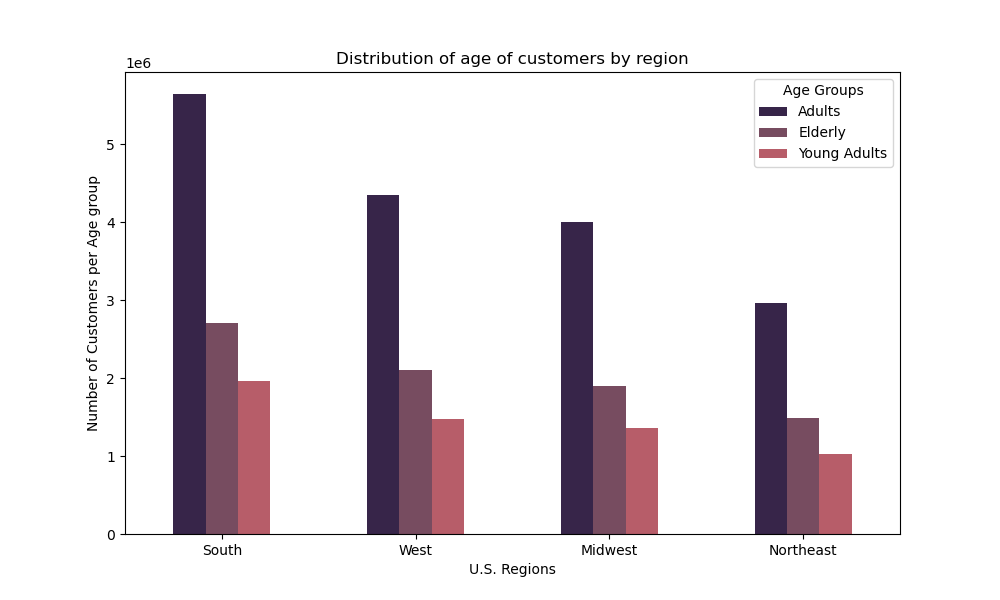 Distribution of age of customers by region
1e6
Age Groups
Adults
Elderly
Young Adults
Number of Customers per Age group
5
4
3
2
1
0
South West Midwest Northeast
U.S. Regions